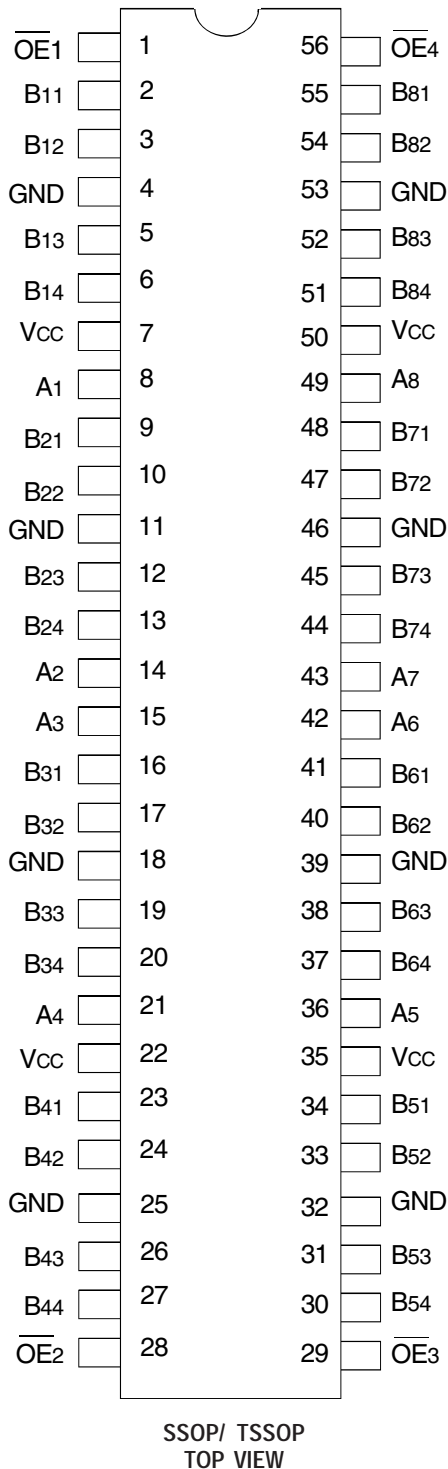 OE1 1 56 OE4
B11 2 55 B81
B12 3 54 B82
GND 4 53 GND
B13 5 52 B83
B14 6 51 B84
VCC 7 50 VCC
A1 8 49 A8
B21 9 48 B71
B22 10 47 B72
GND 11 46 GND
B23 12 45 B73
B24 13 44 B74
A2 14 43 A7
A3 15 42 A6
B31 16 41 B61
B32 17 40 B62
GND 18 39 GND
B33 19 38 B63
B34 20 37 B64
A4 21 36 A5
VCC 22 35 VCC
B41 23 34 B51
B42 24 33 B52
GND 25 32 GND
B43 26 31 B53
B44 27 30 B54
OE2 28 29 OE3
SSOP/ TSSOP
TOP VIEW